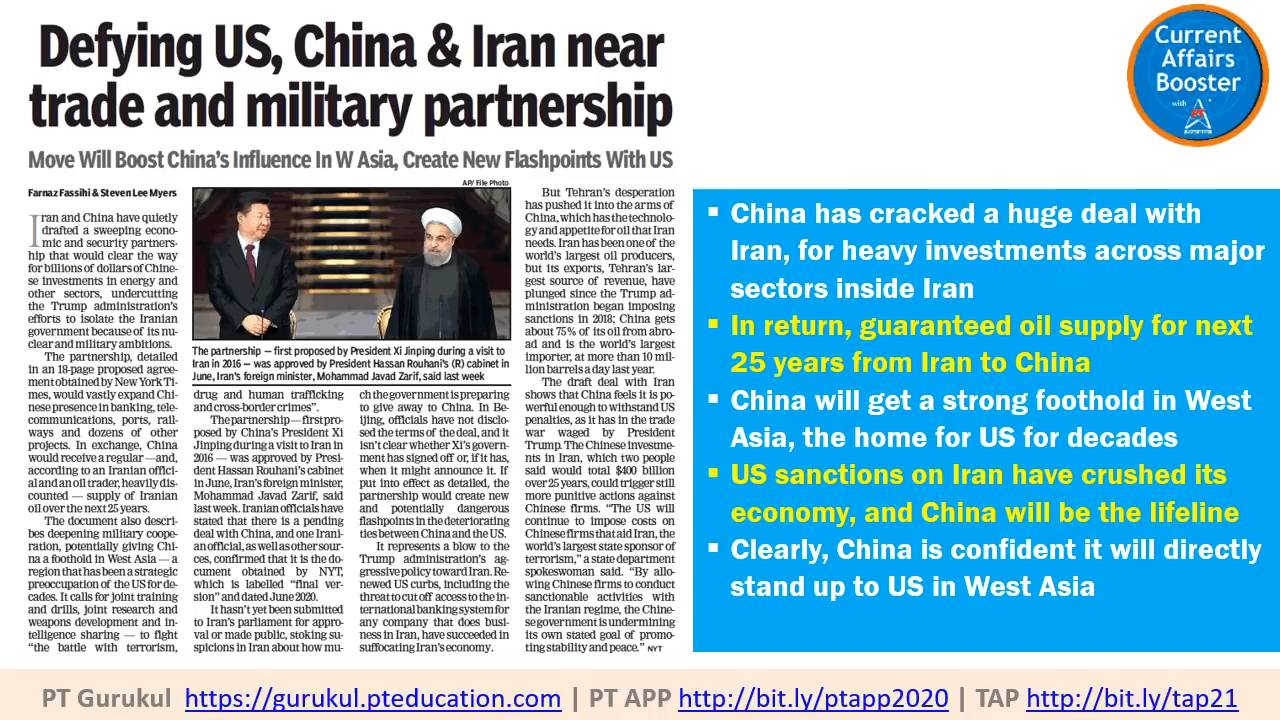 Defying US, China & Iran near
trade and military partnership
Move Will Boost China's Influence In W Asia, Create New Flashpoints With US
Farnaz Fassihi & Steven Lee Myers
Iran and China have quietly
drafted a sweeping econo-
mic and security partners-
hip that would clear the way
for billions of dollars of Chine-
se investments in energy and
other sectors, undercutting
the Trump administration's
efforts to isolate the Iranian
government because of its nu-
clear and military ambitions.
The partnership, detailed
in an 18-page proposed agree-
ment obtained by New York Ti-
mes, would vastly expand Chi-
nese presence in banking, tele-
communications, ports, rail-
ways and dozens of other
projects. In exchange, China
would receive a regular —and,
according to an Iranian offici-
al and an oil trader, heavily dis-
counted — supply of Iranian
oil over the next 25 years.
The document also descri-
bes deepening military coope-
ration, potentially giving Chi-
na a foothold in West Asia — a
region that has been a strategic
preoccupation of the US for de-
cades. It calls for joint training
and drills, joint research and
weapons development and in-
telligence sharing — to fight
"the battle with terrorism,
AP/ File Photo
The partnership — first proposed by President Xi Jinping during a visit to
Iran in 2016 — was approved by President Hassan Rouhani's (R) cabinet in
June, Iran's foreign minister, Mohammad Javad Zarif, said last week
drug and human trafficking
and cross-border crimes".
The partnership —first pro-
posed by China's President XI
Jinping during a visit to Iran in
2016 — was approved by Presi-
dent Hassan Rouhani's cabinet
in June, Iran's foreign minister,
Mohammad Javad Zarif, said
last week. Iranian officials have
stated that there is a pending
deal with China, and one Irani-
an official, as well as other sour-
ces, confirmed that it is the do-
cument obtained by NYT,
which is labelled "final ver-
sion" and dated June 2020.
It hasn't yet been submitted
to Iran's parliament for appro-
val or made public, stoking su-
spicions in Iran about how mu-
ch the government is preparing
to give away to China. In Be-
ijing, officials have not disclo-
sed the terms of the deal, and it
isn't clear whether Xi's govern-
ment has signed off or, if it has,
when it might announce it. If
put into effect as detailed, the
partnership would create new
and potentially dangerous
flashpoints in the deteriorating
ties between China and the US.
It represents a blow to the
Trump administration's ag-
gressive policy toward Iran. Re-
newed US curbs, including the
threat to cut off access to the in-
ternational banking system for
any company that does busi-
ness in Iran, have succeeded in
suffocating Iran's economy.
But Tehran's desperation
has pushed it into the arms of
China, which has the technolo-
gy and appetite for oil that Iran
needs. Iran has been one of the
world's largest oil producers,
but its exports, Tehran's lar-
gest source of revenue, have
plunged since the Trump ad-
ministration began imposing
sanctions in 2018; China gets
about 75% of its oil from abro-
ad and is the world's largest
importer, at more than 10 mil-
lion barrels a day last year.
The draft deal with Iran
shows that China feels it is po-
werful enough to withstand US
penalties, as it has in the trade
war waged by President
Trump. The Chinese investme-
nts in Iran, which two people
said would total $400 billion
over 25 years, could trigger still
more punitive actions against
Chinese firms. "The US will
continue to impose costs on
Chinese firms that aid Iran, the
world's largest state sponsor of
terrorism," a state department
spokeswoman said. "By allo-
wing Chinese firms to conduct
sanctionable activities with
the Iranian regime, the Chine-
se government is undermining
its own stated goal of promo-
ting stability and peace." NYT
Current
Affairs
Booster
with
PT
▪ China has cracked a huge deal with
Iran, for heavy investments across major
sectors inside Iran
▪ In return, guaranteed oil supply for next
25 years from Iran to China
▪ China will get a strong foothold in West
Asia, the home for US for decades
▪ US sanctions on Iran have crushed its
economy, and China will be the lifeline
▪ Clearly, China is confident it will directly
stand up to US in West Asia
PT Gurukul https://gurukul.pteducation.com | PT APP http://bit.ly/ptapp2020 | TAP http://bit.ly/tap21